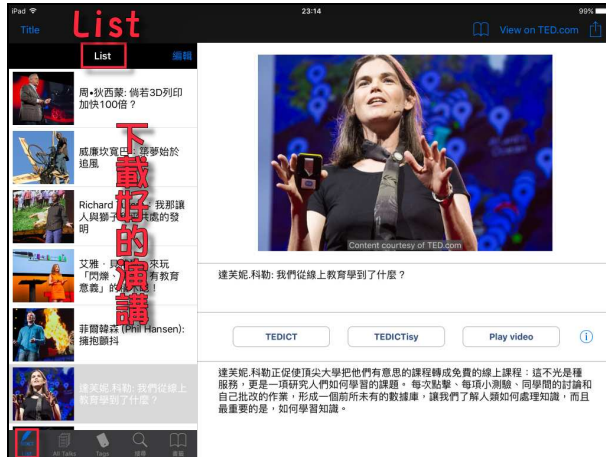 iPad
23:14
99%
Title
List
View on TED.com
List
編輯
周•狄西蒙: 倘若3D列印
加快100倍？
威廉坎寬巴: 築夢始於
追風
Richard 我那讓
人與獅子 共處的發
明
艾雅．貝 來玩
「閃爍、 有教育
意義」的
菲爾韓森 (Phil Hansen):
擁抱顫抖
達芙妮.科勒: 我們從線上
教育學到了什麼？
下載好的演講
List
All Talks
Tags
搜尋
書籤
Content courtesy of TED.com
達芙妮.科勒: 我們從線上教育學到了什麼？
TEDICT
TEDICTisy
Play video
達芙妮.科勒正促使頂尖大學把他們有意思的課程轉成免費的線上課程：這不光是種
服務，更是一項研究人們如何學習的課題。 每次點擊、每項小測驗、同學間的討論和
自己批改的作業，形成一個前所未有的數據庫，讓我們了解人類如何處理知識，而且
最重要的是，如何學習知識。